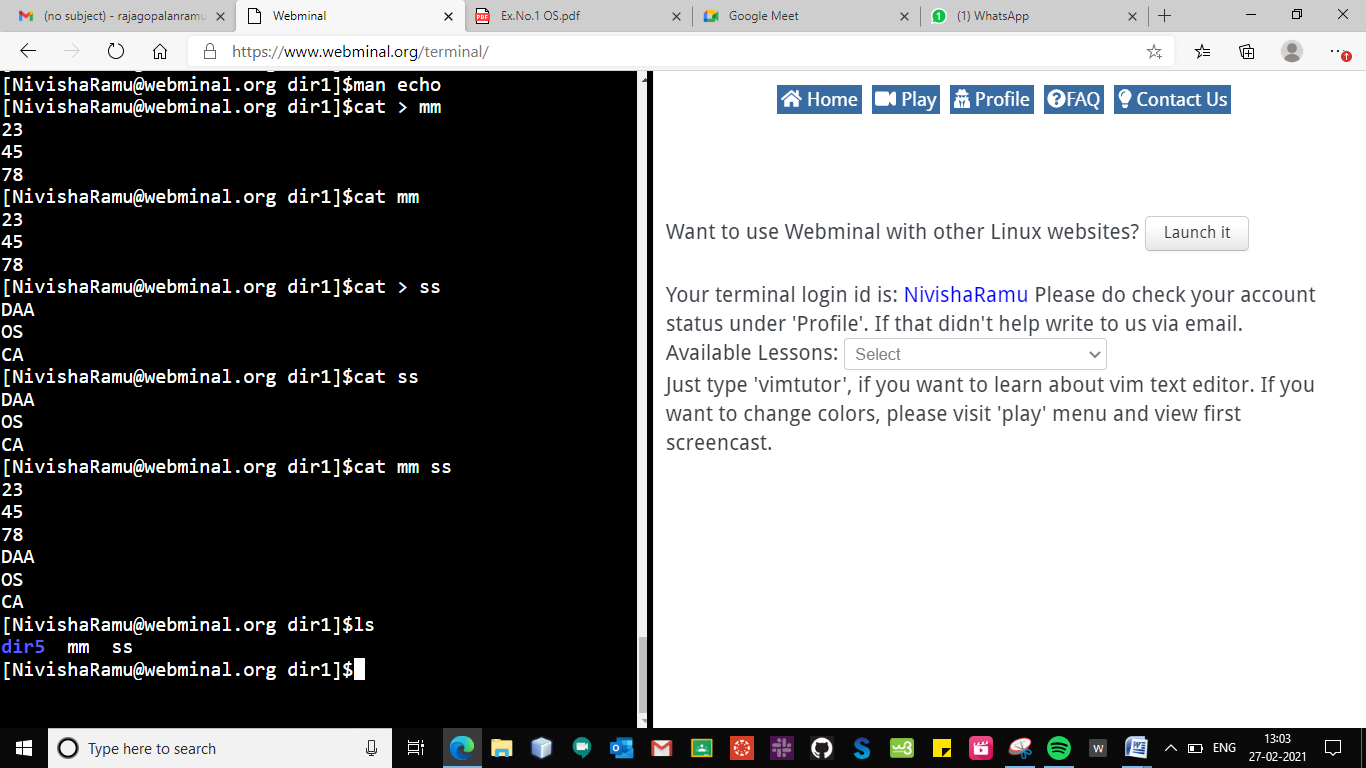 (no subject) - rajagopalanramu
Webminal
Ex.No.1 OS.pdf
Google Meet
(1) WhatsApp
https://www.webminal.org/terminal/
[NivishaRamu@webminal.org dir1]$man echo
[NivishaRamu@webminal.org dir1]$cat > mm
23
45
78
[NivishaRamu@webminal.org dir1]$cat mm
23
45
78
[NivishaRamu@webminal.org dir1]$cat > ss
DAA
OS
CA
[NivishaRamu@webminal.org dir1]$cat ss
DAA
OS
CA
[NivishaRamu@webminal.org dir1]$cat mm ss
23
45
78
DAA
OS
CA
[NivishaRamu@webminal.org dir1]$ls
dir5 mm ss
[NivishaRamu@webminal.org dir1]$
Home Play Profile FAQ Contact Us
Want to use Webminal with other Linux websites? Launch it
Your terminal login id is: NivishaRamu Please do check your account
status under 'Profile'. If that didn't help write to us via email.
Available Lessons: Select
Just type 'vimtutor', if you want to learn about vim text editor. If you
want to change colors, please visit 'play' menu and view first
screencast.
Type here to search
ENG
13:03
27-02-2021